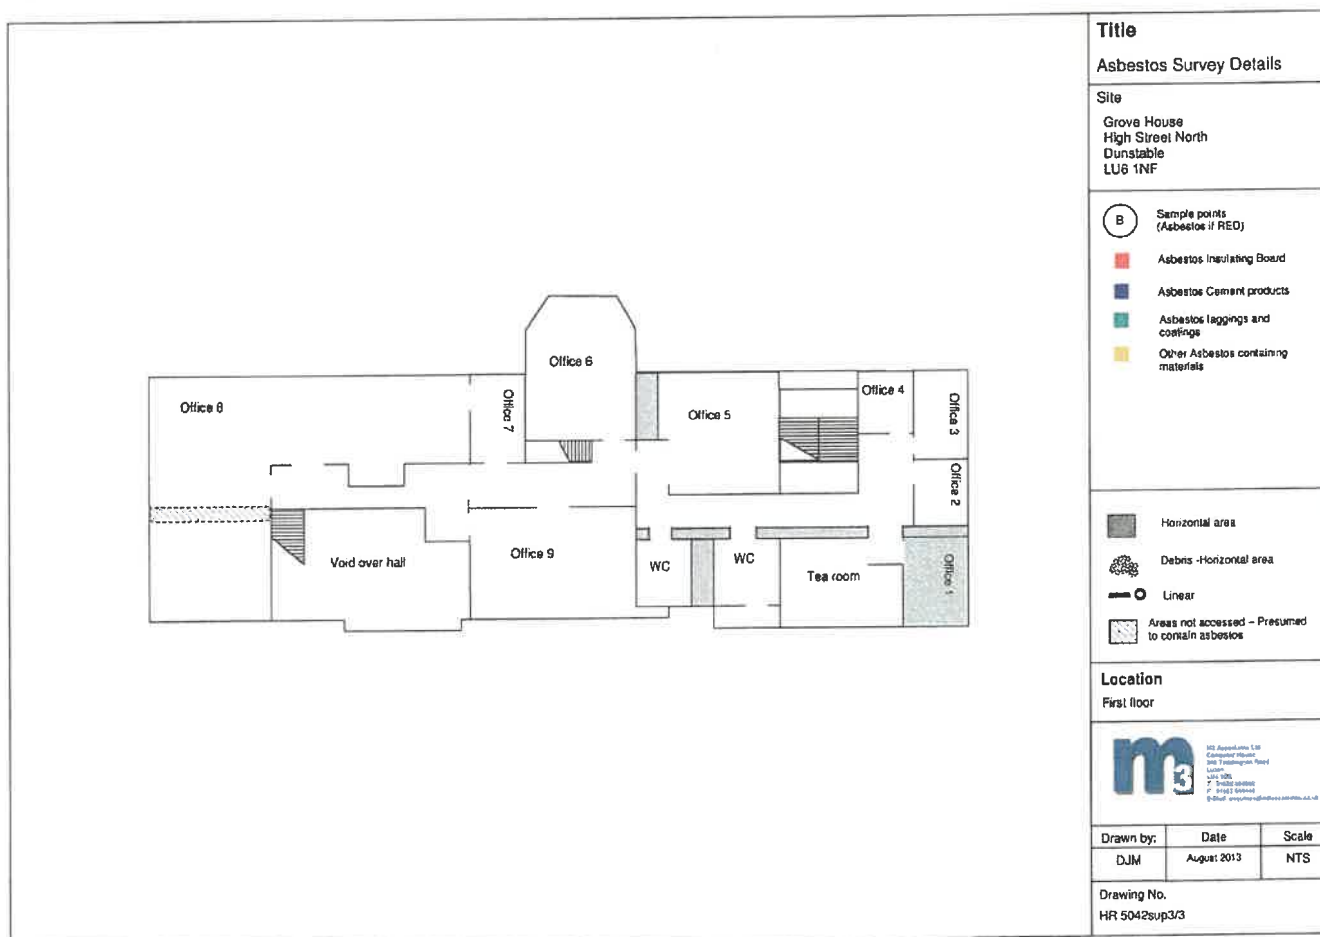 Title
Asbestos Survey Details
Site
Grove House
High Street North
Dunstable
LU6 1NF
B
Sample points
(Asbestos if RED)
Asbestos Insulating Board
Asbestos Cement products
Asbestos laggings and
coatings
Other Asbestos containing
materials
Horizontal area
Debris -Horizontal area
Linear
Areas not accessed – Presumed
to contain asbestos
Location
First floor
m3
Drawn by:
Date
Scale
DJM
August 2013
NTS
Drawing No.
HR 5042sup3/3
Office 6
Office 8
Office 7
Office 5
Office 4
Office 3
Office 2
Void over hall
Office 9
WC
WC
Tea room
Office 1